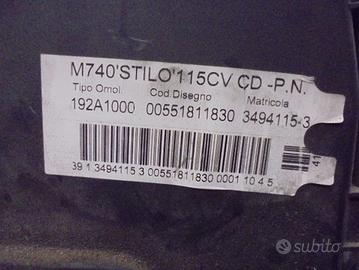 M740'STILO'115CV CD -P.N.
Tipo Omol. Cod.Disegno Matricola
192A1000 00551811830 3494115-3
39 1 3494115 3 00551811830 0001 10 4 5
41
subito